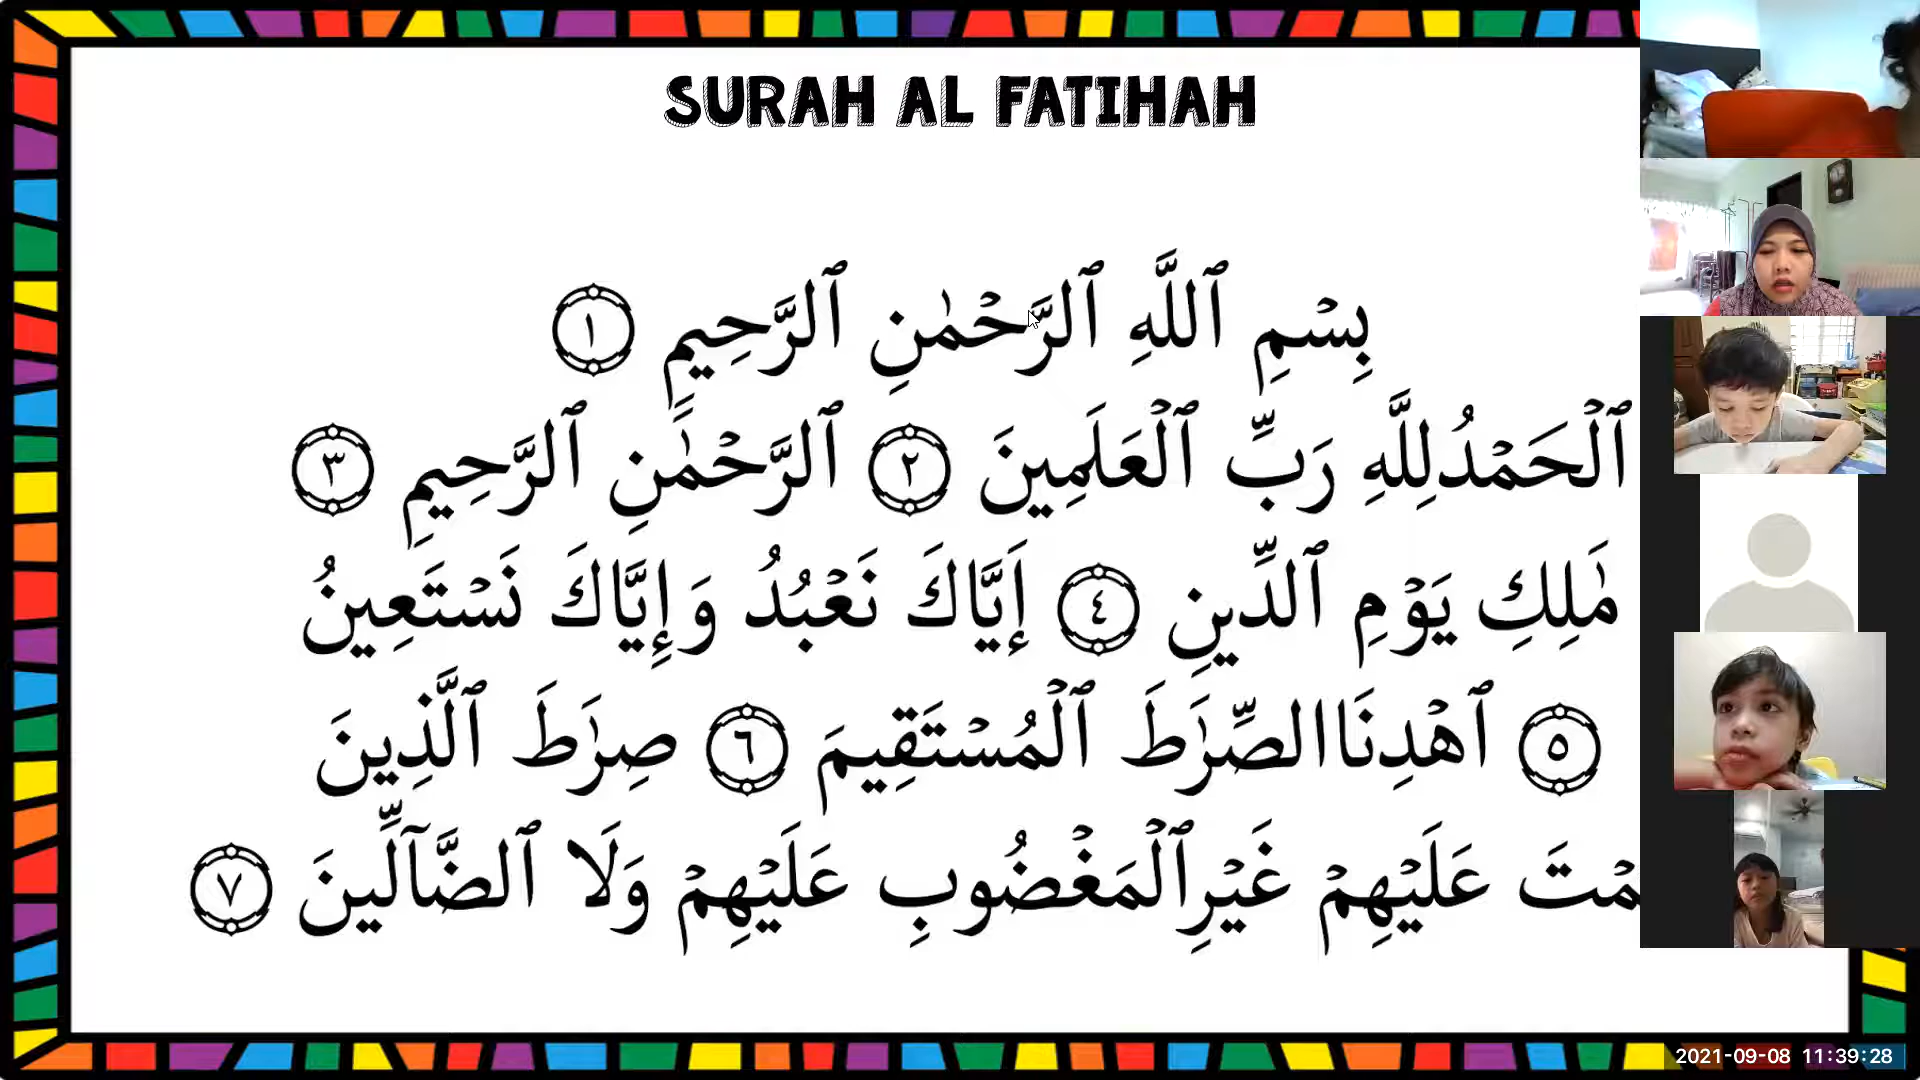 SURAH AL FATIHAH
بِسۡمِ ٱللَّهِ ٱلرَّحۡمَٰنِ ٱلرَّحِيمِ ١
ٱلۡحَمۡدُلِلَّهِ رَبِّ ٱلۡعَٰلَمِينَ ٢ ٱلرَّحۡمَٰنِ ٱلرَّحِيمِ ٣
مَٰلِكِ يَوۡمِ ٱلدِّينِ ٤ إَيَّاكَ نَعۡبُدُ وَإِيَّاكَ نَسۡتَعِينُ
٥ ٱهۡدِنَاالصِّرَٰطَ ٱلۡمُسۡتَقِيمَ ٦ صِرَٰطَ ٱلَّذِينَ
عَلَيۡهِمۡ غَيۡرِٱلۡمَغۡضُوبِ عَلَيۡهِمۡ وَلَا ٱلضَّآلِّينَ ٧
2021-09-08 11:39:28